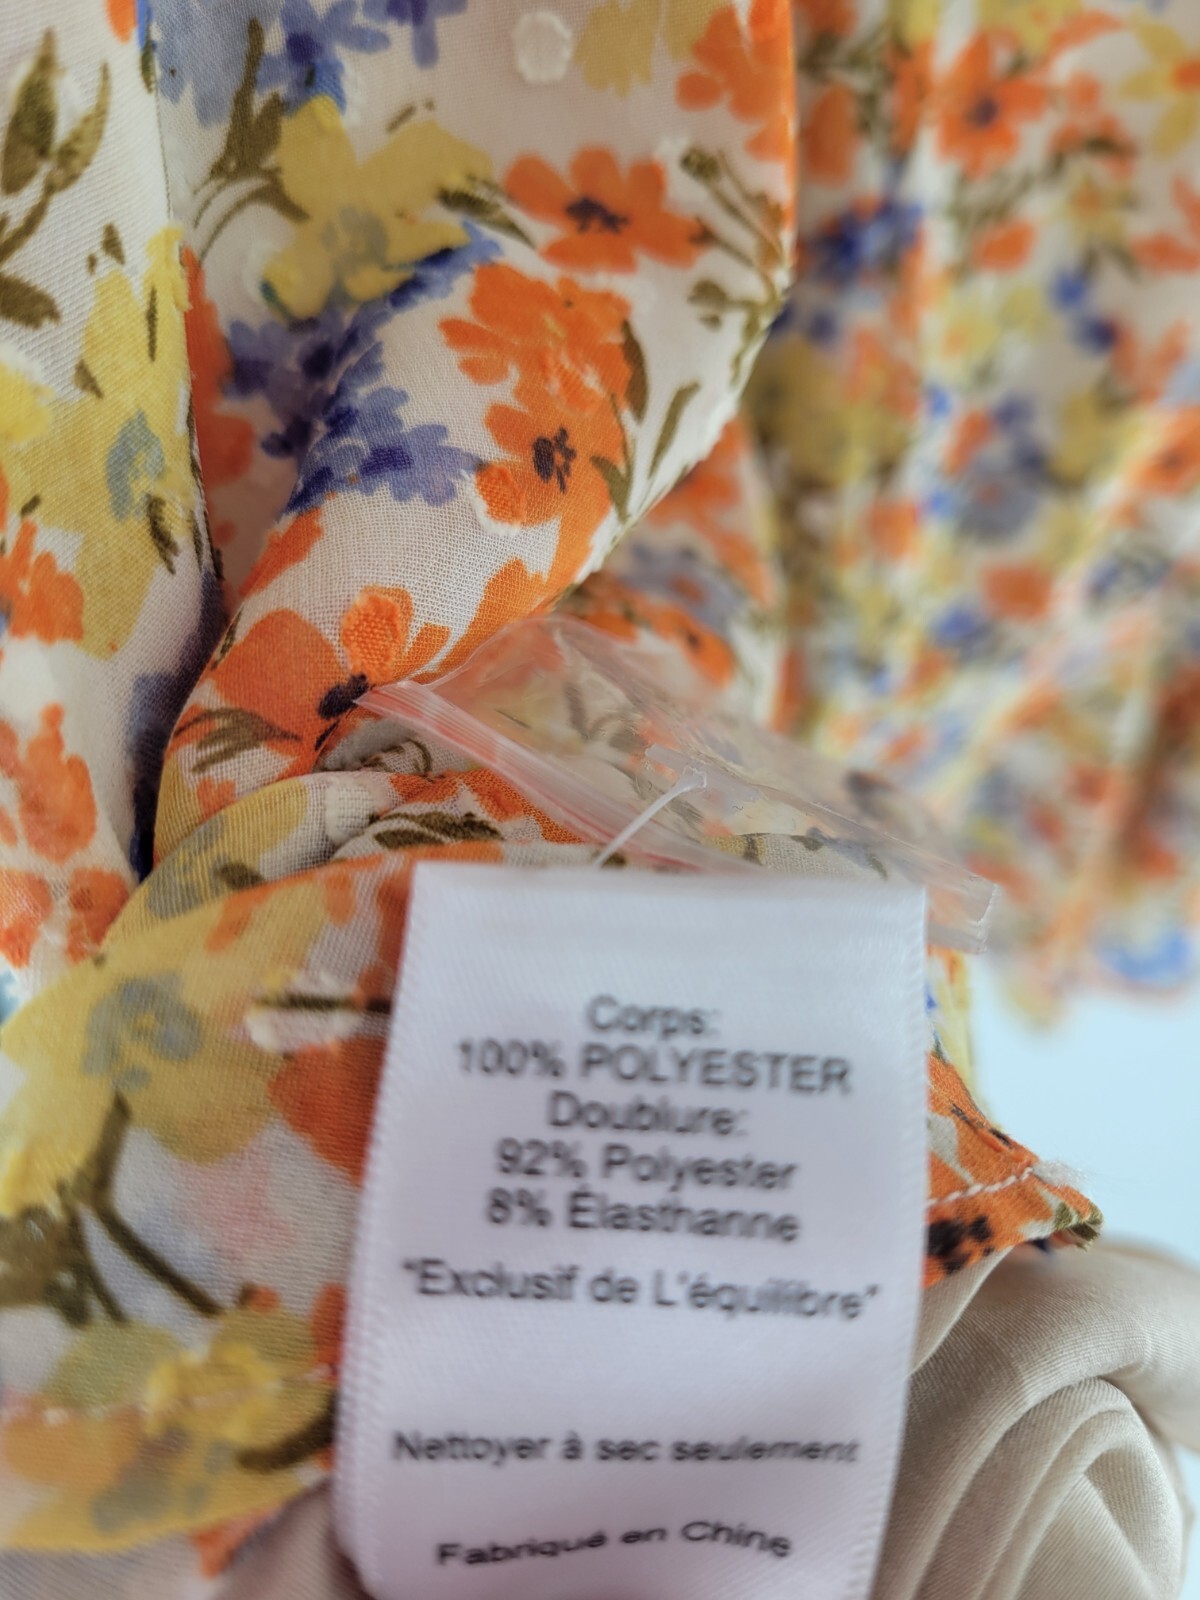 Corps:
100% POLYESTER
Doublure:
92% Polyester
8% Élasthanne
"Exclusif de L'équilibre"
Nettoyer à sec seulement
Fabriqué en Chine